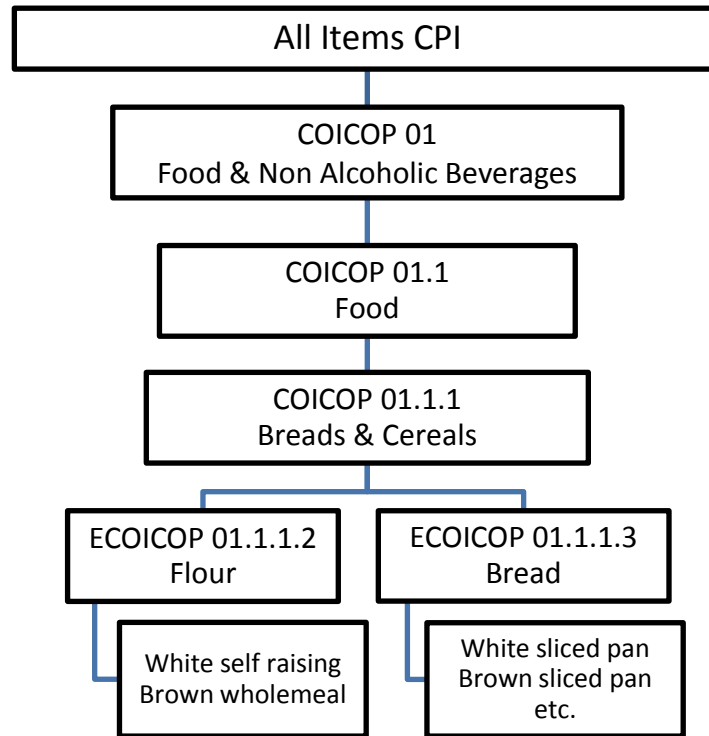 All Items CPI
COICOP 01
Food & Non Alcoholic Beverages
COICOP 01.1
Food
COICOP 01.1.1
Breads & Cereals
ECOICOP 01.1.1.2
Flour
ECOICOP 01.1.1.3
Bread
White self raising
Brown wholemeal
White sliced pan
Brown sliced pan
etc.